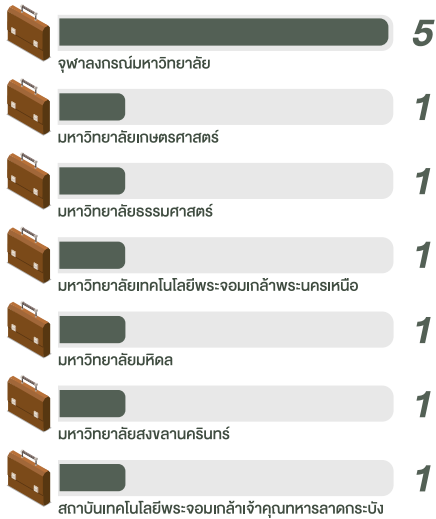 5
จุฬาลงกรณ์มหาวิทยาลัย
1
มหาวิทยาลัยเกษตรศาสตร์
1
มหาวิทยาลัยธรรมศาสตร์
1
มหาวิทยาลัยเทคโนโลยีพระจอมเกล้าพระนครเหนือ
1
มหาวิทยาลัยมหิดล
1
มหาวิทยาลัยสงขลานครินทร์
1
สถาบันเทคโนโลยีพระจอมเกล้าเจ้าคุณทหารลาดกระบัง